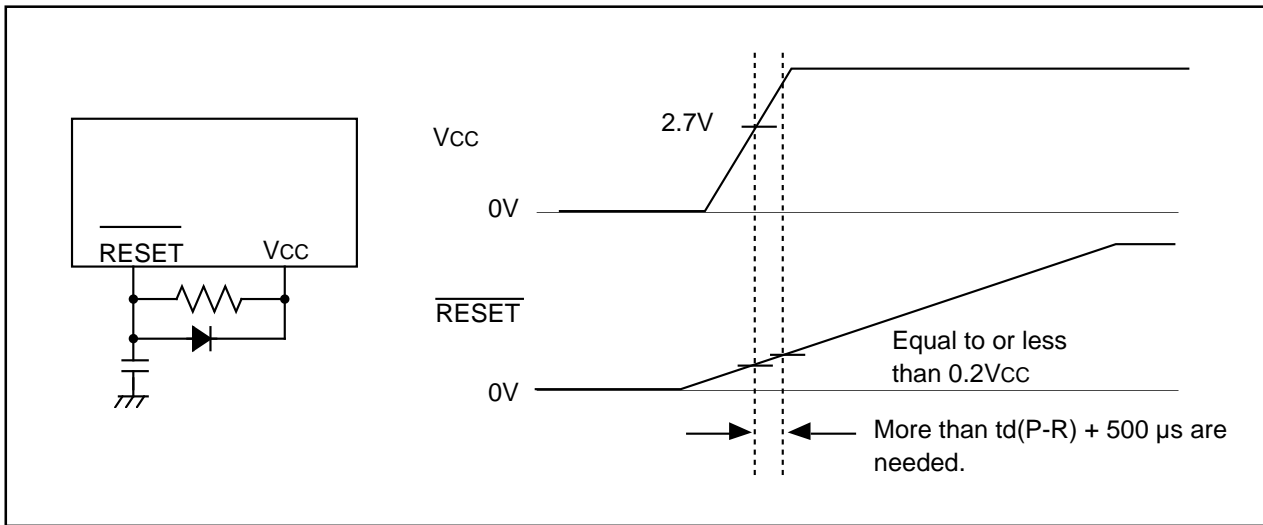 RESET
VCC
VCC
2.7V
0V
RESET
0V
Equal to or less
than 0.2VCC
More than td(P-R) + 500 µs are
needed.